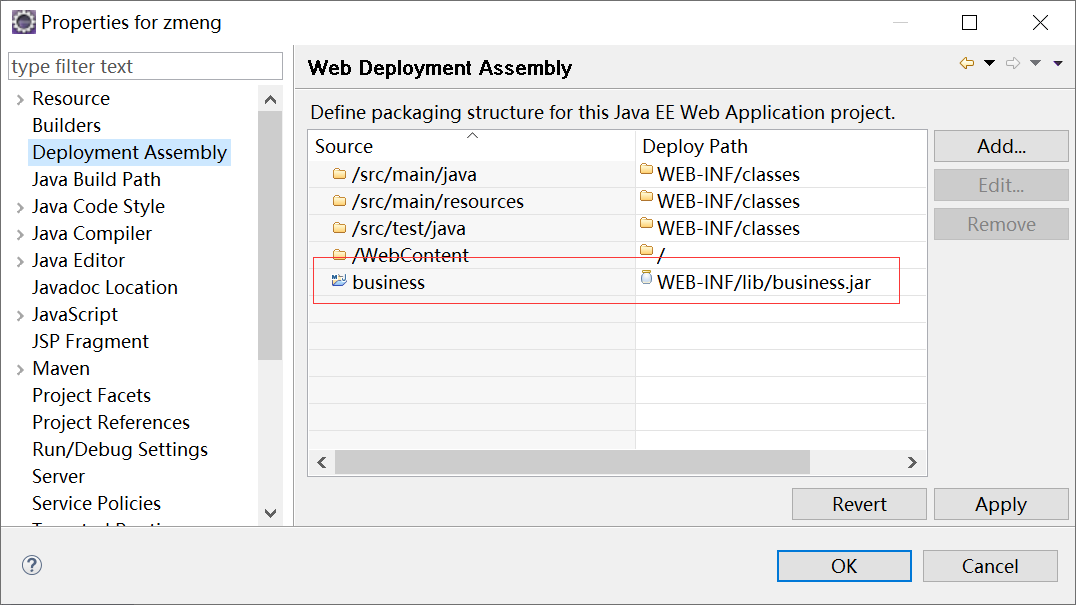 Properties for zmeng
type filter text
Resource
Builders
Deployment Assembly
Java Build Path
Java Code Style
Java Compiler
Java Editor
Javadoc Location
JavaScript
JSP Fragment
Maven
Project Facets
Project References
Run/Debug Settings
Server
Service Policies
Web Deployment Assembly
Define packaging structure for this Java EE Web Application project.
Source Deploy Path
/src/main/java WEB-INF/classes
/src/main/resources WEB-INF/classes
/src/test/java WEB-INF/classes
/WebContent /
business WEB-INF/lib/business.jar
Add...
Edit...
Remove
Revert Apply
? OK Cancel